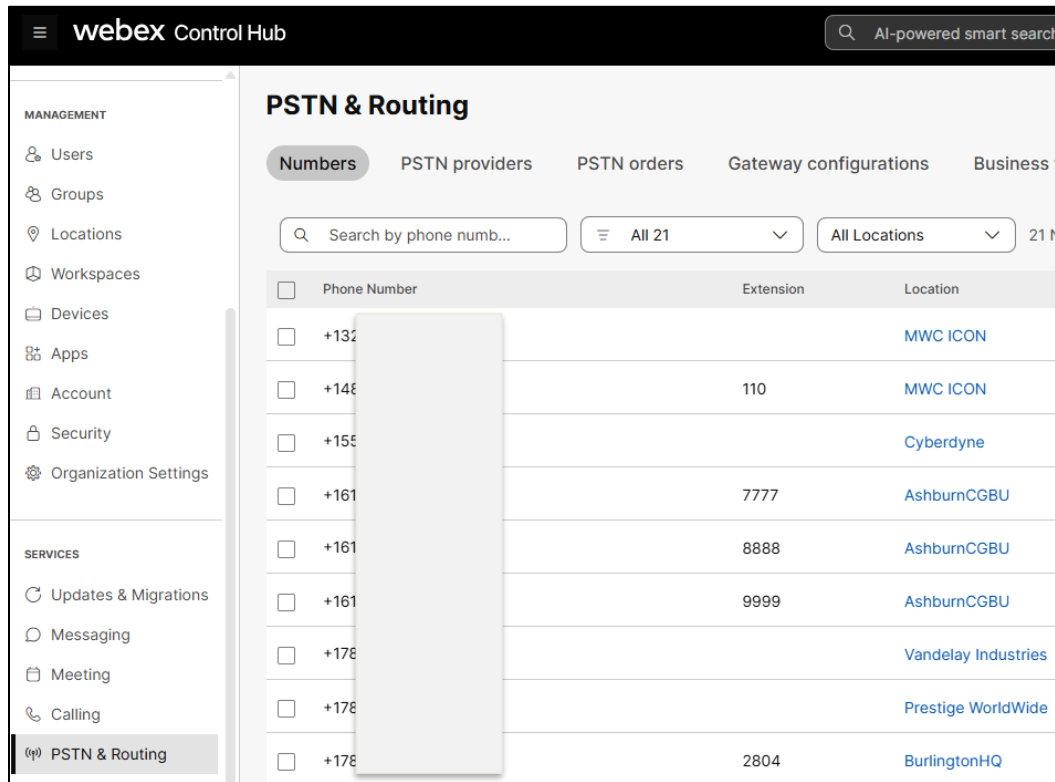 webex Control Hub
AI-powered smart search
MANAGEMENT
Users
Groups
Locations
Workspaces
Devices
Apps
Account
Security
Organization Settings
SERVICES
Updates & Migrations
Messaging
Meeting
Calling
PSTN & Routing
PSTN & Routing
Numbers PSTN providers PSTN orders Gateway configurations Business
Search by phone numb... All 21 All Locations 21
Phone Number Extension Location
+132 MWC ICON
+148 110 MWC ICON
+155 Cyberdyne
+161 7777 AshburnCGBU
+161 8888 AshburnCGBU
+161 9999 AshburnCGBU
+178 Vandelay Industries
+178 Prestige WorldWide
+178 2804 BurlingtonHQ